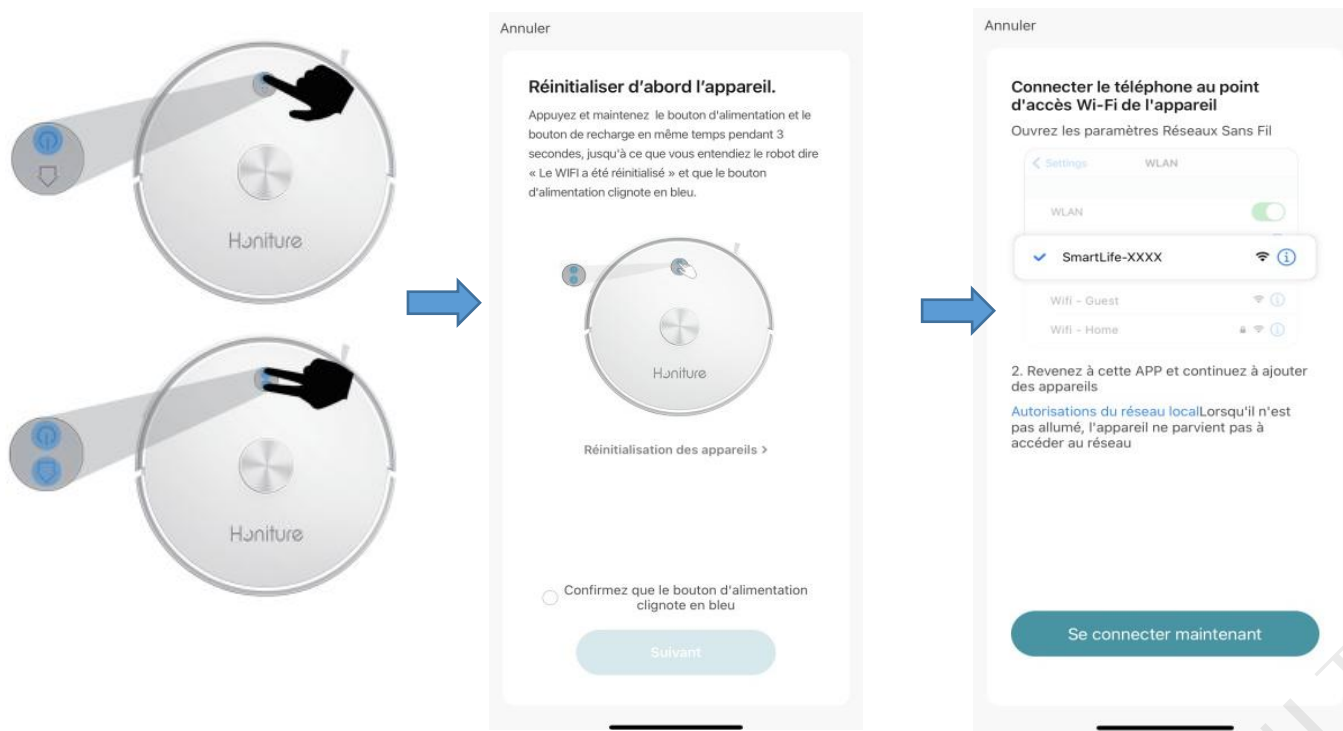 Honiture
Honiture
Annuler
Réinitialiser d'abord l'appareil.
Appuyez et maintenez le bouton d'alimentation et le
bouton de recharge en même temps pendant 3
secondes, jusqu'à ce que vous entendiez le robot dire
« Le WIFI a été réinitialisé » et que le bouton
d'alimentation clignote en bleu.
Honiture
Réinitialisation des appareils >
Confirmez que le bouton d'alimentation
clignote en bleu
Suivant
Annuler
Connecter le téléphone au point
d'accès Wi-Fi de l'appareil
Ouvrez les paramètres Réseaux Sans Fil
< Settings WLAN
WLAN
SmartLife-XXXX
Wifi - Guest
Wifi - Home
2. Revenez à cette APP et continuez à ajouter
des appareils
Autorisations du réseau localLorsqu'il n'est
pas allumé, l'appareil ne parvient pas à
accéder au réseau
Se connecter maintenant